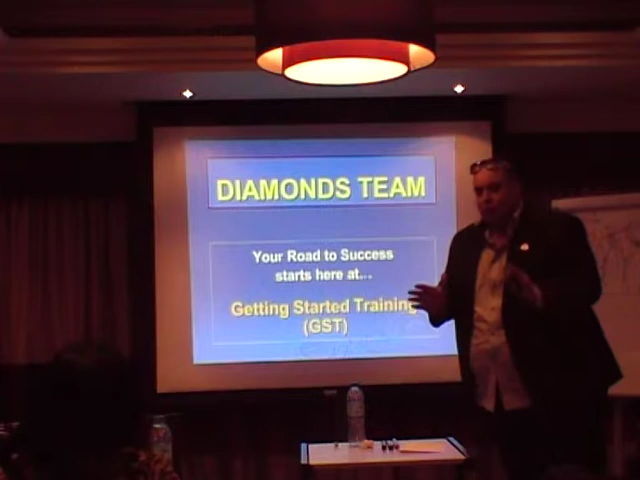 DIAMONDS TEAM
Your Road to Success
starts here at...
Getting Started Training
(GST)